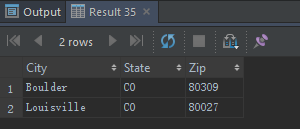 Output Result 35
2 rows
City State Zip
1 Boulder CO 80309
2 Louisville CO 80027